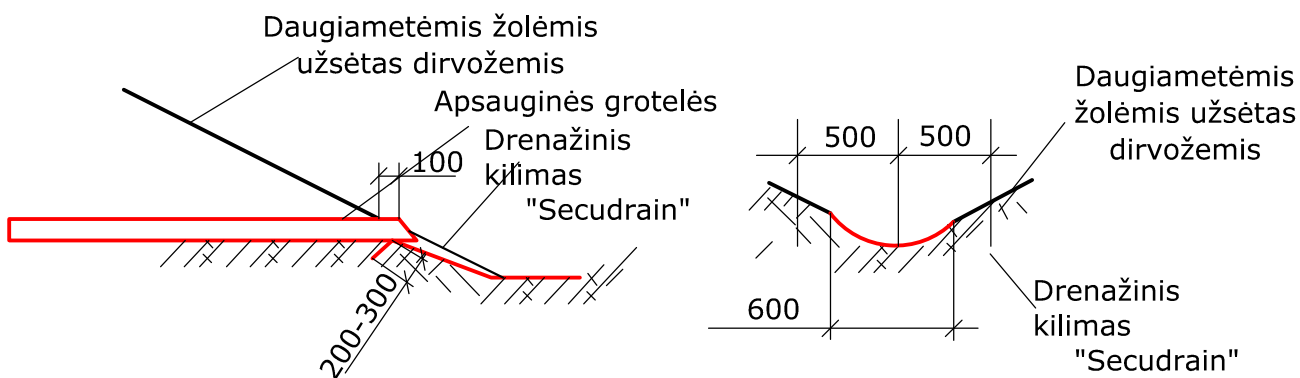 Daugiametėmis žolėmis
užsėtas dirvožemis
Apsauginės grotelės
Drenažinis
kilimas
"Secudrain"
100
200-300
500
500
600
Daugiametėmis
žolėmis užsėtas
dirvožemis
Drenažinis
kilimas
"Secudrain"